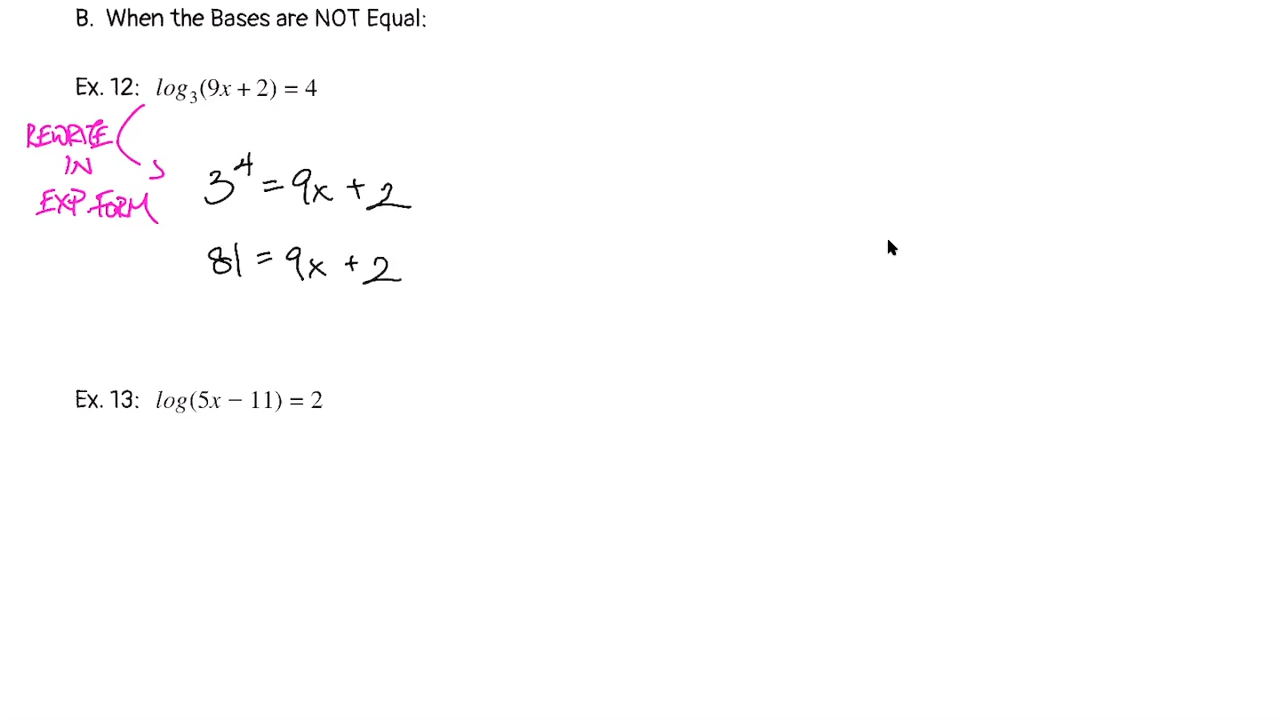 B. When the Bases are NOT Equal:
Ex. 12: log₃(9x + 2) = 4
REWRITE
IN
EXP. FORM
3⁴ = 9x + 2
81 = 9x + 2
Ex. 13: log(5x − 11) = 2